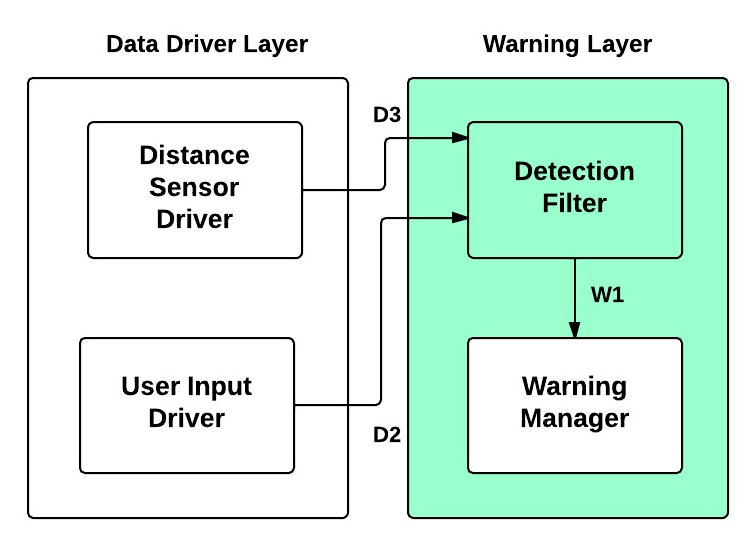 Data Driver Layer
Warning Layer
D3
Distance
Sensor
Driver
Detection
Filter
W1
User Input
Driver
Warning
Manager
D2